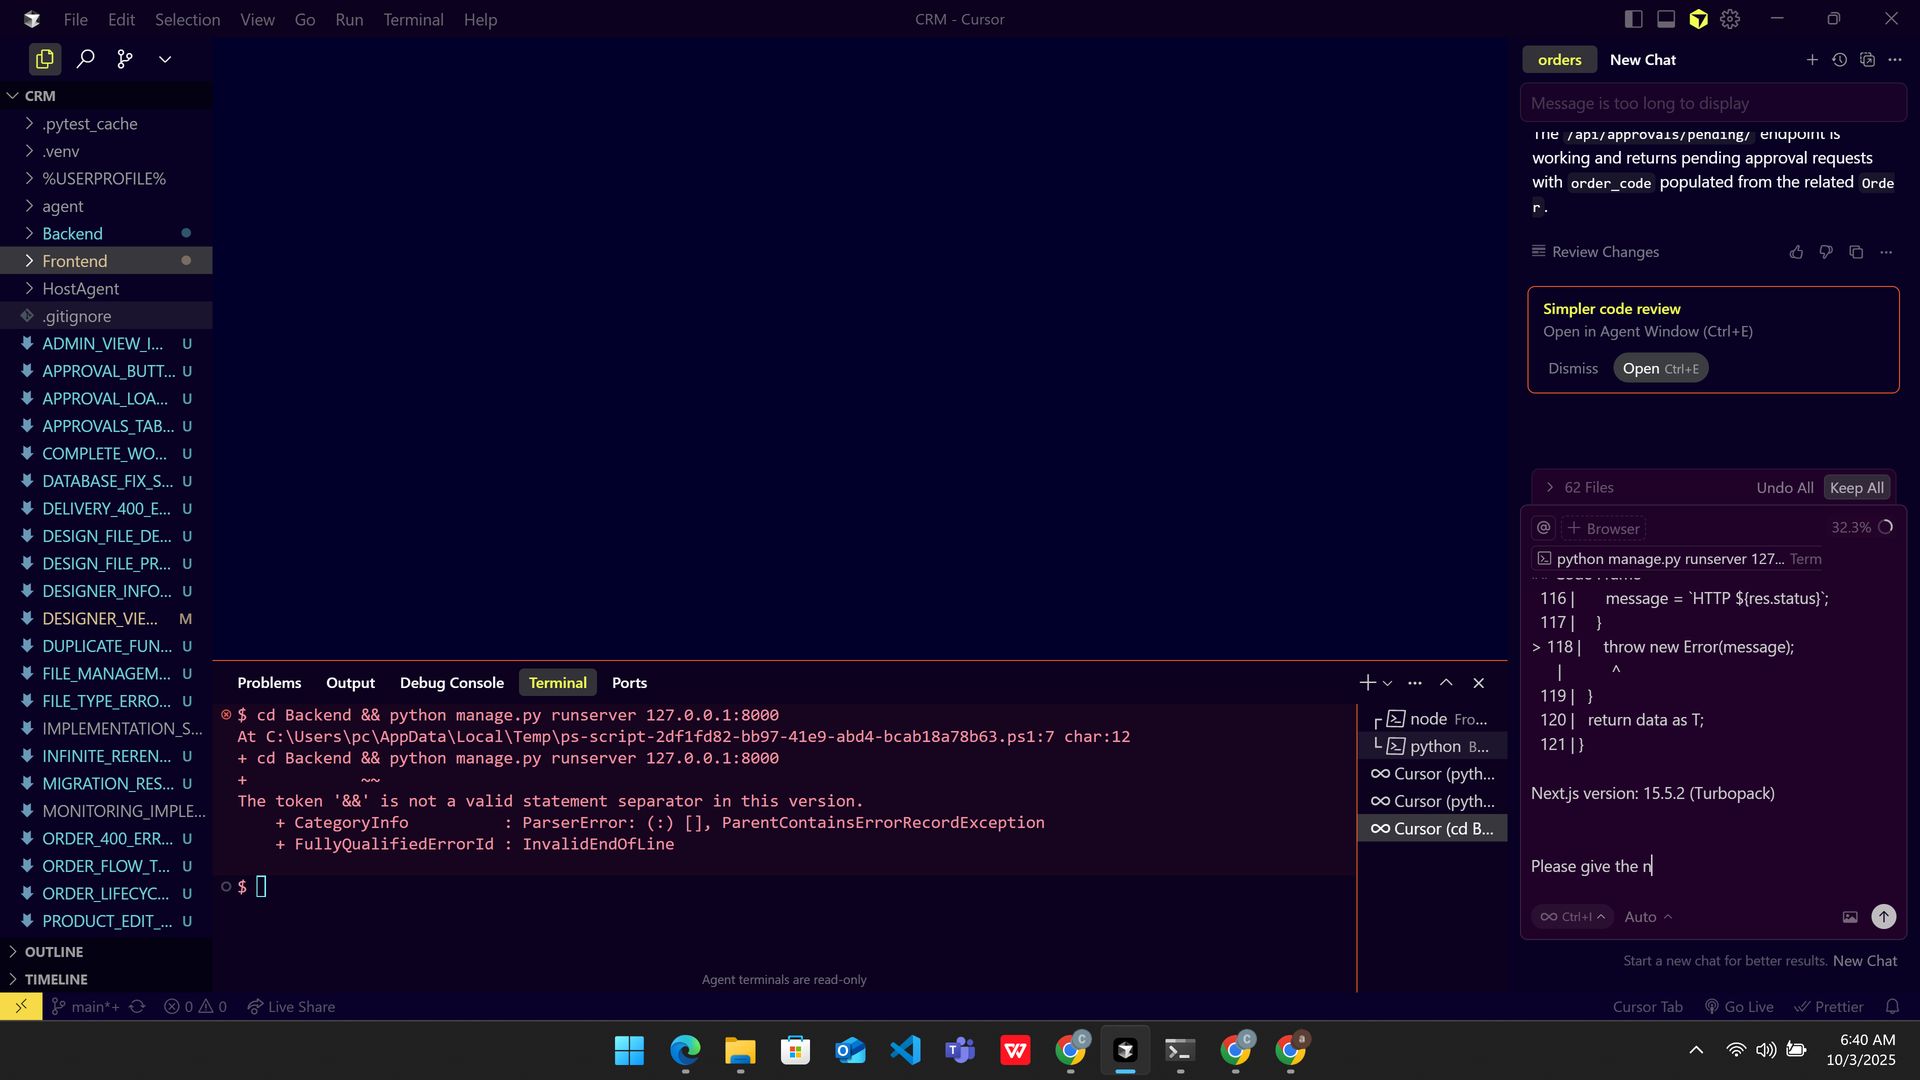 File Edit Selection View Go Run Terminal Help
CRM - Cursor
CRM
.pytest_cache
.venv
%USERPROFILE%
agent
Backend
Frontend
HostAgent
.gitignore
ADMIN_VIEW_I... U
APPROVAL_BUTT... U
APPROVAL_LOA... U
APPROVALS_TAB... U
COMPLETE_WO... U
DATABASE_FIX_S... U
DELIVERY_400_E... U
DESIGN_FILE_DE... U
DESIGN_FILE_PR... U
DESIGNER_INFO... U
DESIGNER_VIE... M
DUPLICATE_FUN... U
FILE_MANAGEM... U
FILE_TYPE_ERRO... U
IMPLEMENTATION_S...
INFINITE_REREN... U
MIGRATION_RES... U
MONITORING_IMPLE...
ORDER_400_ERR... U
ORDER_FLOW_T... U
ORDER_LIFECYC... U
PRODUCT_EDIT_... U
OUTLINE
TIMELINE
Problems Output Debug Console Terminal Ports
$ cd Backend && python manage.py runserver 127.0.0.1:8000
At C:\Users\pc\AppData\Local\Temp\ps-script-2df1fd82-bb97-41e9-abd4-bcab18a78b63.ps1:7 char:12
+ cd Backend && python manage.py runserver 127.0.0.1:8000
+ ~~
The token '&&' is not a valid statement separator in this version.
+ CategoryInfo : ParserError: (:) [], ParentContainsErrorRecordException
+ FullyQualifiedErrorId : InvalidEndOfLine
$
Agent terminals are read-only
node Fro...
python B...
Cursor (pyth...
Cursor (pyth...
Cursor (cd B...
orders New Chat
Message is too long to display
The /api/approvals/pending/ endpoint is
working and returns pending approval requests
with order_code populated from the related Orde
r.
Review Changes
Simpler code review
Open in Agent Window (Ctrl+E)
Dismiss Open Ctrl+E
62 Files Undo All Keep All
@ + Browser 32.3%
python manage.py runserver 127... Term
116 | message = `HTTP ${res.status}`;
117 | }
> 118 | throw new Error(message);
| ^
119 | }
120 | return data as T;
121 | }
Next.js version: 15.5.2 (Turbopack)
Please give the n
Ctrl+I Auto
Start a new chat for better results. New Chat
main*+ 0 0 Live Share
Cursor Tab Go Live Prettier
6:40 AM
10/3/2025